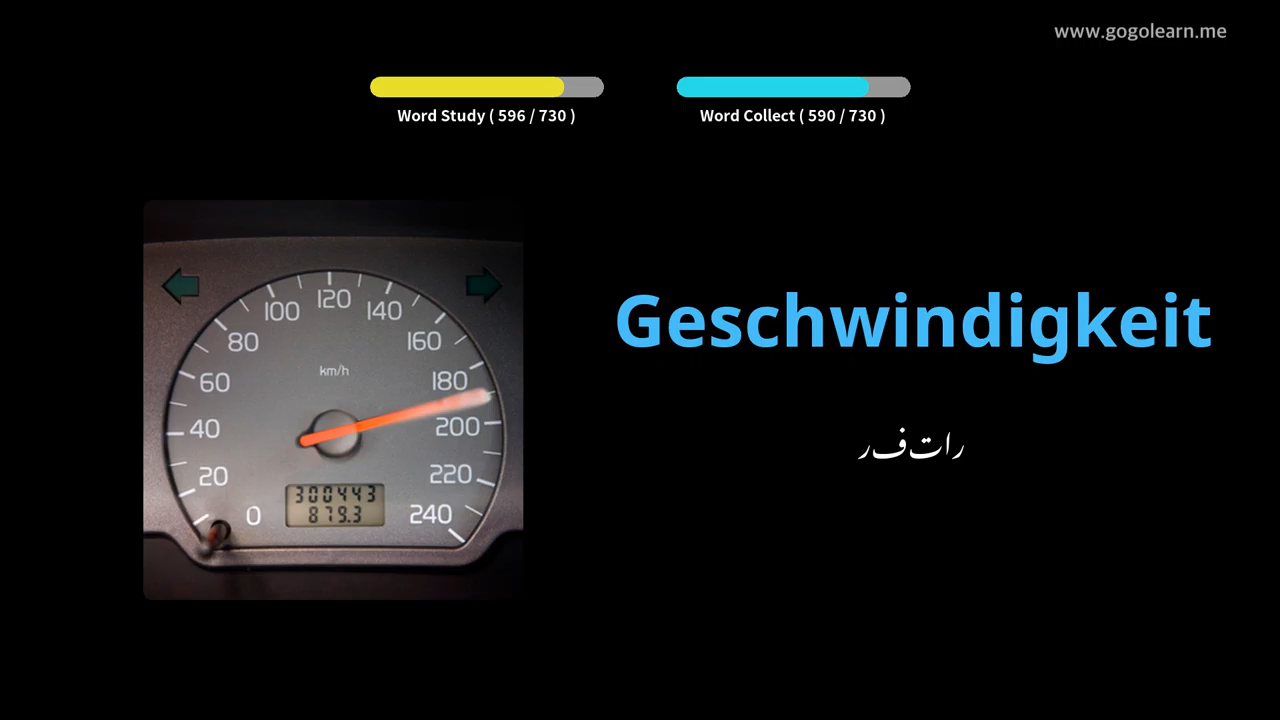 www.gogolearn.me
Word Study ( 596 / 730 )
Word Collect ( 590 / 730 )
Geschwindigkeit
راتفر
0
20
40
60
80
100
120
140
160
180
200
220
240
km/h
300443
879.3